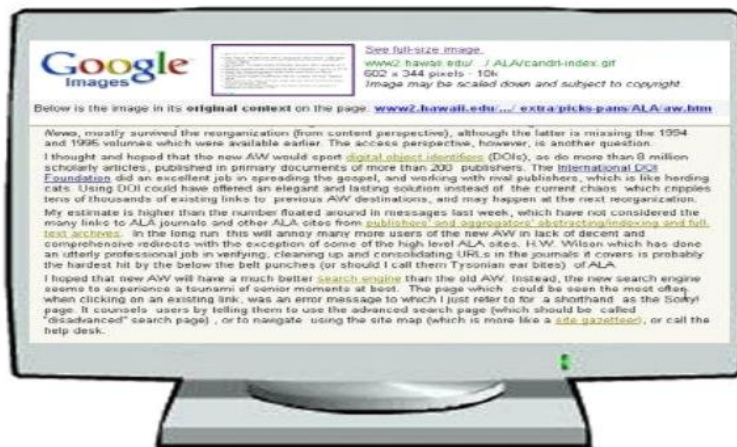 Google
Images
See full-size image.
www2.hawaii.edu/.../ALA/candrl-index.gif
602 x 344 pixels - 10k
Image may be scaled down and subject to copyright.
Below is the image in its original context on the page: www2.hawaii.edu/.../extra/picks-pans/ALA/aw.htm
News, mostly survived the reorganization (from content perspective), although the latter is missing the 1994
and 1995 volumes which were available earlier. The access perspective, however, is another question.
I thought and hoped that the new AW would sport digital object identifiers (DOIs), as do more than 8 million
scholarly articles, published in primary documents of more than 200 publishers. The International DOI
Foundation did an excellent job in spreading the gospel, and working with rival publishers, which is like herding
cats. Using DOI could have offered an elegant and lasting solution instead of the current chaos which cripples
tens of thousands of existing links to previous AW destinations, and may happen at the next reorganization.
My estimate is higher than the number floated around in messages last week, which have not considered the
many links to ALA journals and other ALA sites from publishers' and aggregators' abstracting/indexing and full-
text archives. In the long run this will annoy many more users of the new AW in lack of decent and
comprehensive redirects with the exception of some of the high level ALA sites. H.W. Wilson which has done
an utterly professional job in verifying, cleaning up and consolidating URLs in the journals it covers is probably
the hardest hit by the below the belt punches (or should I call them Tysonian ear bites) of ALA.
I hoped that new AW will have a much better search engine than the old AW. Instead, the new search engine
seems to experience a tsunami of senior moments at best. The page which could be seen the most often,
when clicking on an existing link, was an error message to which I just refer to for a shorthand as the Sorry!
page. It counsels users by telling them to use the advanced search page (which should be called
"disadvanced" search page), or to navigate using the site map (which is more like a site gazetteer), or call the
help desk.